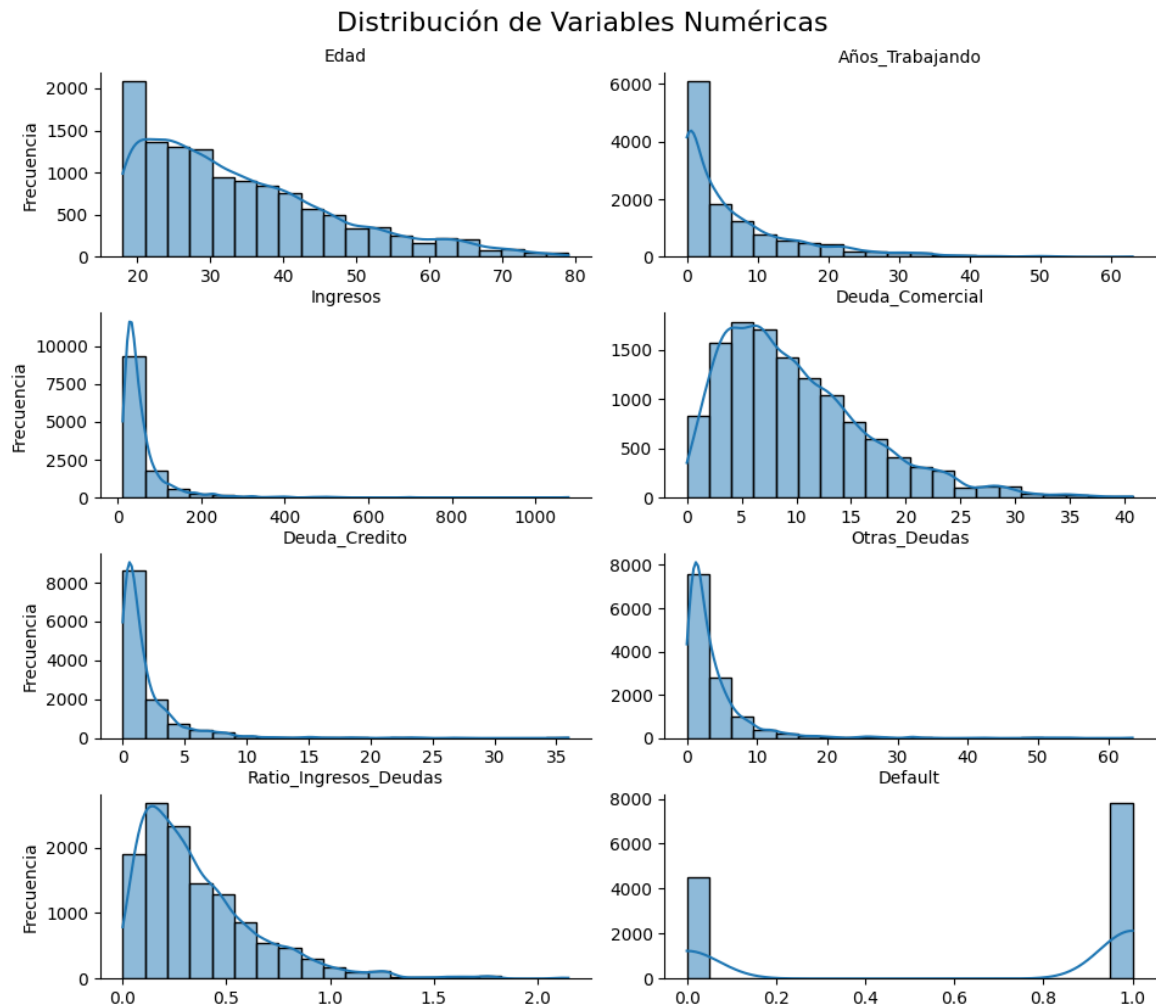 Distribución de Variables Numéricas
Edad
Frecuencia
2000
1500
1000
500
0
20 30 40 50 60 70 80
Años_Trabajando
6000
4000
2000
0
0 10 20 30 40 50 60
Ingresos
Frecuencia
10000
7500
5000
2500
0
0 200 400 600 800 1000
Deuda_Comercial
1500
1000
500
0
0 5 10 15 20 25 30 35 40
Deuda_Credito
Frecuencia
8000
6000
4000
2000
0
0 5 10 15 20 25 30 35
Otras_Deudas
8000
6000
4000
2000
0
0 10 20 30 40 50 60
Ratio_Ingresos_Deudas
Frecuencia
2000
1000
0
0.0 0.5 1.0 1.5 2.0
Default
8000
6000
4000
2000
0
0.0 0.2 0.4 0.6 0.8 1.0